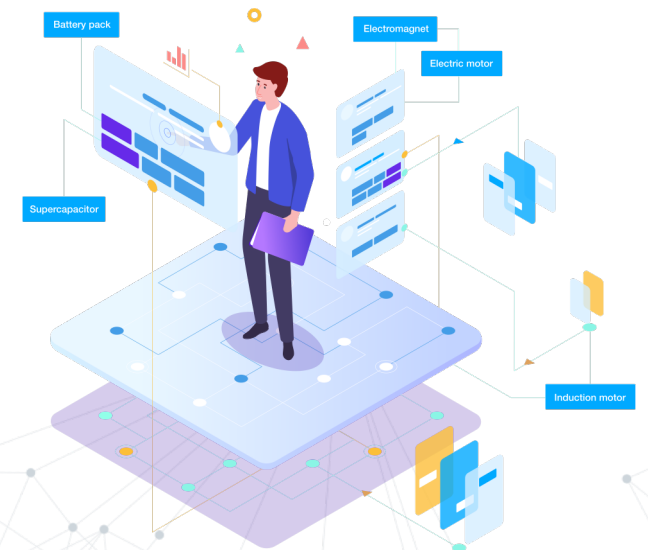 Battery pack
Electromagnet
Electric motor
Supercapacitor
Induction motor